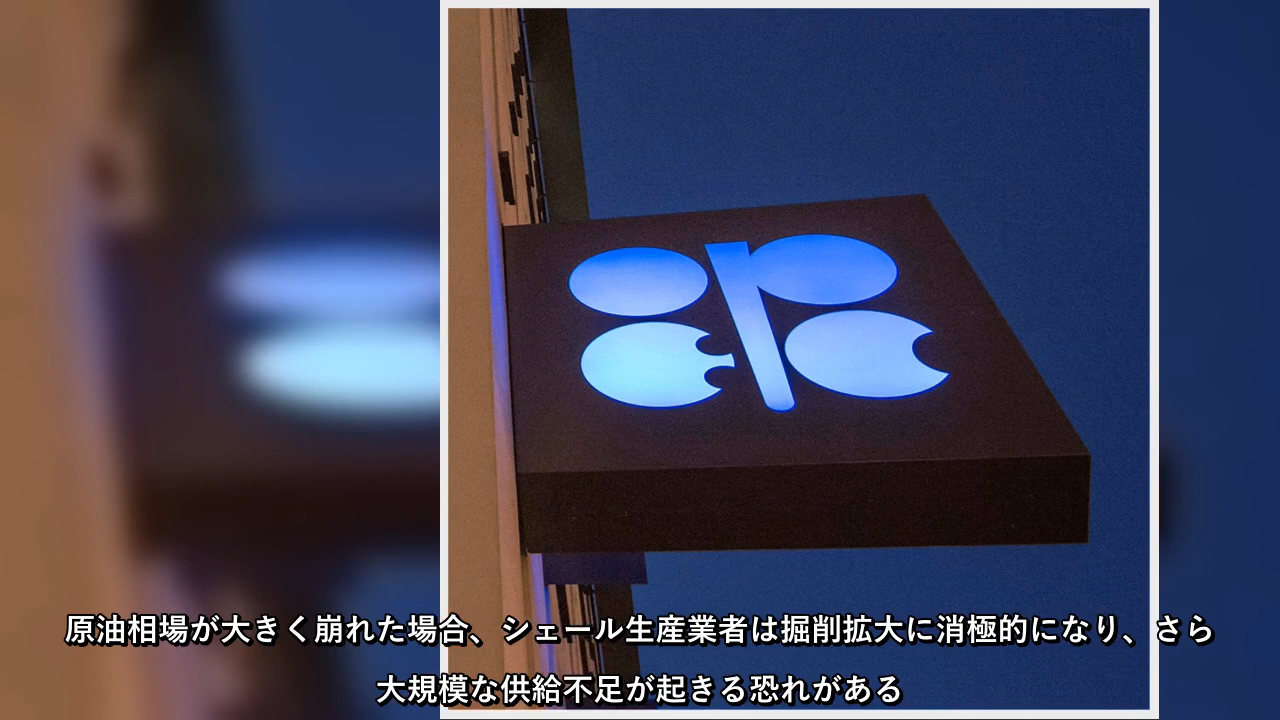 OPEC
原油相場が大きく崩れた場合、シェール生産業者は掘削拡大に消極的になり、さら
大規模な供給不足が起きる恐れがある